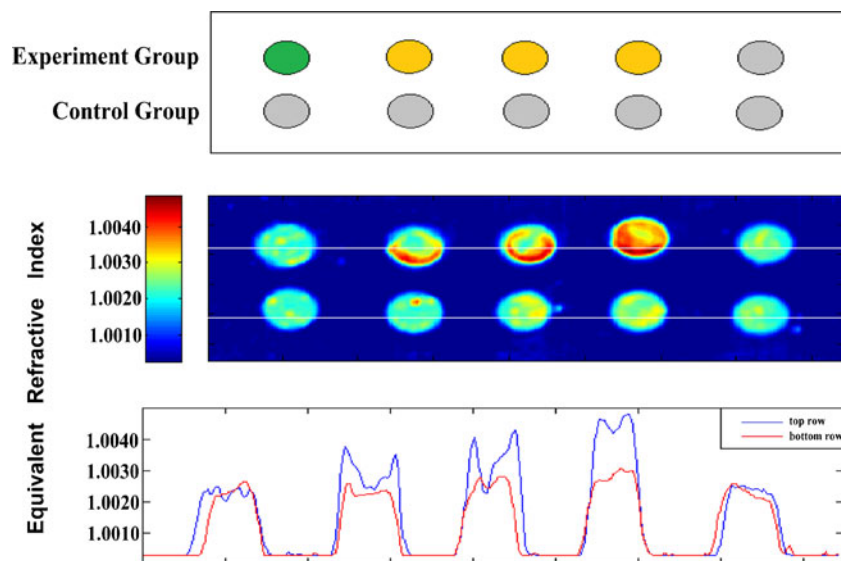 Experiment Group
Control Group
1.0040
1.0030
1.0020
1.0010
Equivalent Refractive Index
1.0040
1.0030
1.0020
1.0010
top row
bottom row